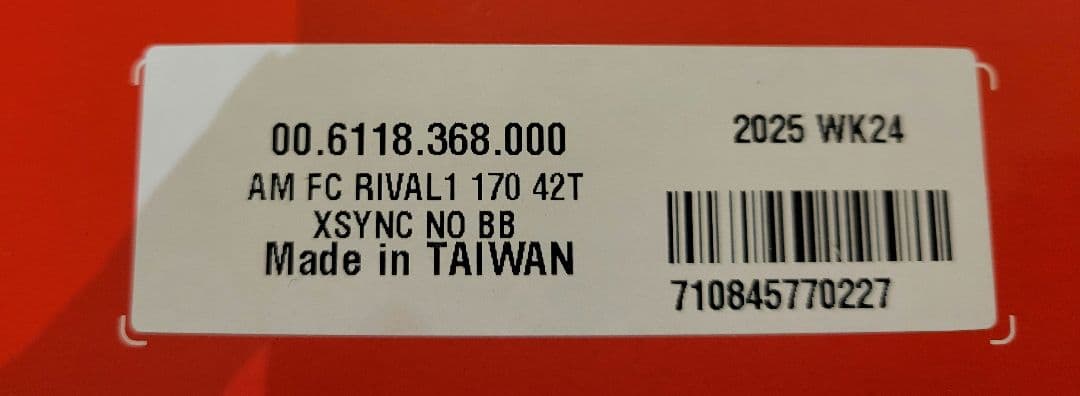 00.6118.368.000
AM FC RIVAL1 170 42T
XSYNC NO BB
Made in TAIWAN
2025 WK24
710845770227